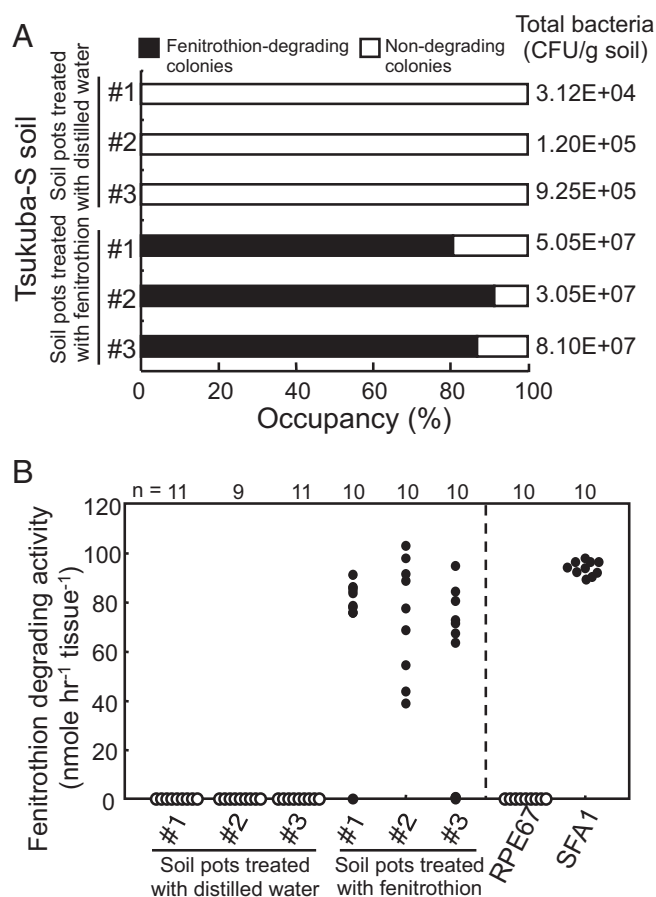 A
Fenitrothion-degrading colonies
Non-degrading colonies
Total bacteria
(CFU/g soil)
Tsukuba-S soil
Soil pots treated
with distilled water
#1
3.12E+04
#2
1.20E+05
#3
9.25E+05
Soil pots treated
with fenitrothion
#1
5.05E+07
#2
3.05E+07
#3
8.10E+07
0 20 40 60 80 100
Occupancy (%)
B
n = 11 9 11 10 10 10 10 10
Fenitrothion degrading activity
(nmole hr⁻¹ tissue⁻¹)
120
100
80
60
40
20
0
#1 #2 #3 #1 #2 #3 RPE67 SFA1
Soil pots treated
with distilled water
Soil pots treated
with fenitrothion